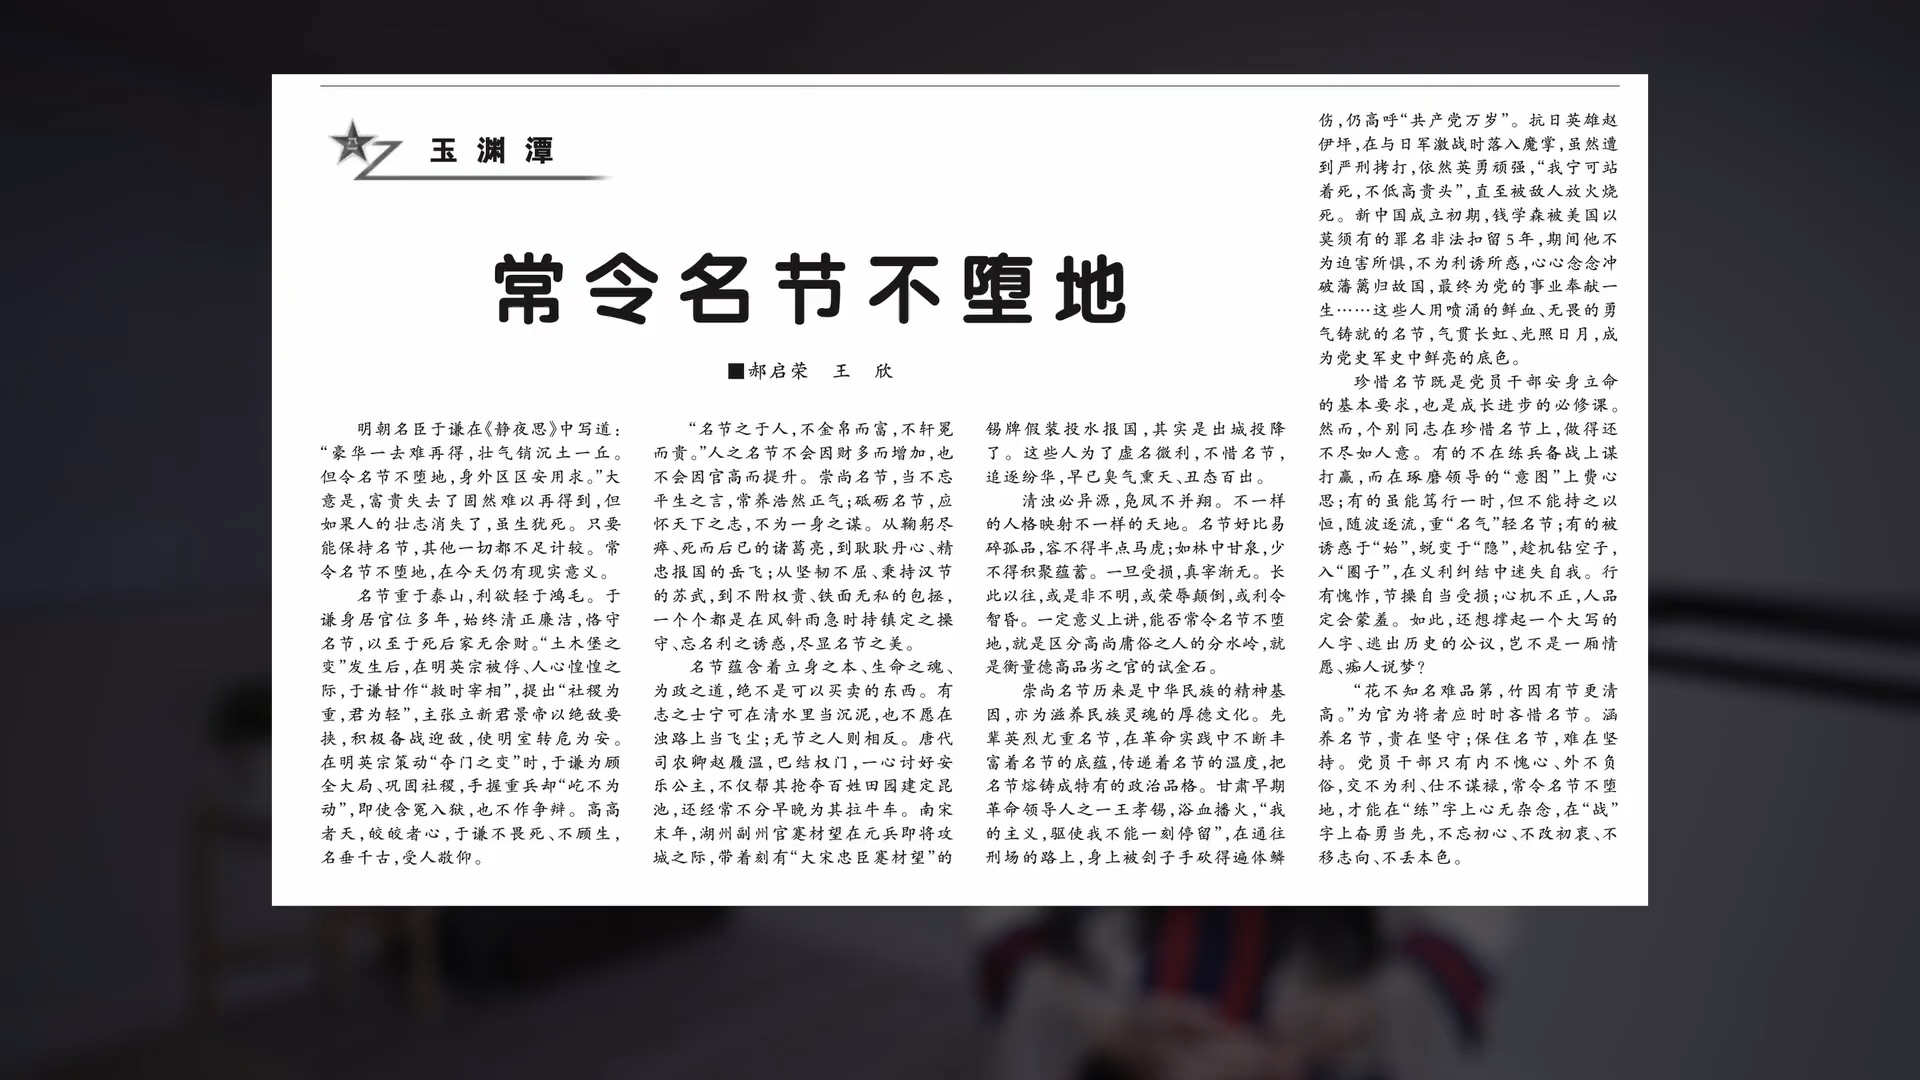 玉渊潭
常令名节不堕地
■郝启荣 王 欣
明朝名臣于谦在《静夜思》中写道：
“豪华一去难再得，壮气销沉土一丘。
但令名节不堕地，身外区区安用求。”大
意是，富贵失去了固然难以再得到，但
如果人的壮志消失了，虽生犹死。只要
能保持名节，其他一切都不足计较。常
令名节不堕地，在今天仍有现实意义。
名节重于泰山，利欲轻于鸿毛。于
谦身居官位多年，始终清正廉洁，恪守
名节，以至于死后家无余财。“土木堡之
变”发生后，在明英宗被俘、人心惶惶之
际，于谦甘作“救时宰相”，提出“社稷为
重，君为轻”，主张立新君景帝以绝敌要
挟，积极备战迎敌，使明室转危为安。
在明英宗策动“夺门之变”时，于谦为顾
全大局、巩固社稷，手握重兵却“屹不为
动”，即使含冤入狱，也不作争辩。高高
者天，皎皎者心，于谦不畏死、不顾生，
名垂千古，受人敬仰。
“名节之于人，不金帛而富，不轩冕
而贵。”人之名节不会因财多而增加，也
不会因官高而提升。崇尚名节，当不忘
平生之言，常养浩然正气；砥砺名节，应
怀天下之志，不为一身之谋。从鞠躬尽
瘁、死而后已的诸葛亮，到耿耿丹心、精
忠报国的岳飞；从坚韧不屈、秉持汉节
的苏武，到不附权贵、铁面无私的包拯，
一个个都是在风斜雨急时持镇定之操
守、忘名利之诱惑，尽显名节之美。
名节蕴含着立身之本、生命之魂、
为政之道，绝不是可以买卖的东西。有
志之士宁可在清水里当沉泥，也不愿在
浊路上当飞尘；无节之人则相反。唐代
司农卿赵履温，巴结权门，一心讨好安
乐公主，不仅帮其抢夺百姓田园建定昆
池，还经常不分早晚为其拉牛车。南宋
末年，湖州副州官蹇材望在元兵即将攻
城之际，带着刻有“大宋忠臣蹇材望”的
锡牌假装投水报国，其实是出城投降
了。这些人为了虚名微利，不惜名节，
追逐纷华，早已臭气熏天、丑态百出。
清浊必异源，凫凤不并翔。不一样
的人格映射不一样的天地。名节好比易
碎孤品，容不得半点马虎；如林中甘泉，少
不得积聚蕴蓄。一旦受损，真宰渐无。长
此以往，或是非不明，或荣辱颠倒，或利令
智昏。一定意义上讲，能否常令名节不堕
地，就是区分高尚庸俗之人的分水岭，就
是衡量德高品劣之官的试金石。
崇尚名节历来是中华民族的精神基
因，亦为滋养民族灵魂的厚德文化。先
辈英烈尤重名节，在革命实践中不断丰
富着名节的底蕴，传递着名节的温度，把
名节熔铸成特有的政治品格。甘肃早期
革命领导人之一王孝锡，浴血播火，“我
的主义，驱使我不能一刻停留”，在通往
刑场的路上，身上被刽子手砍得遍体鳞
伤，仍高呼“共产党万岁”。抗日英雄赵
伊坪，在与日军激战时落入魔掌，虽然遭
到严刑拷打，依然英勇顽强，“我宁可站
着死，不低高贵头”，直至被敌人放火烧
死。新中国成立初期，钱学森被美国以
莫须有的罪名非法扣留5年，期间他不
为迫害所惧，不为利诱所惑，心心念念冲
破藩篱归故国，最终为党的事业奉献一
生……这些人用喷涌的鲜血、无畏的勇
气铸就的名节，气贯长虹、光照日月，成
为党史军史中鲜亮的底色。
珍惜名节既是党员干部安身立命
的基本要求，也是成长进步的必修课。
然而，个别同志在珍惜名节上，做得还
不尽如人意。有的不在练兵备战上谋
打赢，而在琢磨领导的“意图”上费心
思；有的虽能笃行一时，但不能持之以
恒，随波逐流，重“名气”轻名节；有的被
诱惑于“始”，蜕变于“隐”，趁机钻空子，
入“圈子”，在义利纠结中迷失自我。行
有愧怍，节操自当受损；心机不正，人品
定会蒙羞。如此，还想撑起一个大写的
人字、逃出历史的公议，岂不是一厢情
愿、痴人说梦？
“花不知名难品第，竹因有节更清
高。”为官为将者应时时吝惜名节。涵
养名节，贵在坚守；保住名节，难在坚
持。党员干部只有内不愧心、外不负
俗，交不为利、仕不谋禄，常令名节不堕
地，才能在“练”字上心无杂念，在“战”
字上奋勇当先，不忘初心、不改初衷、不
移志向、不丢本色。